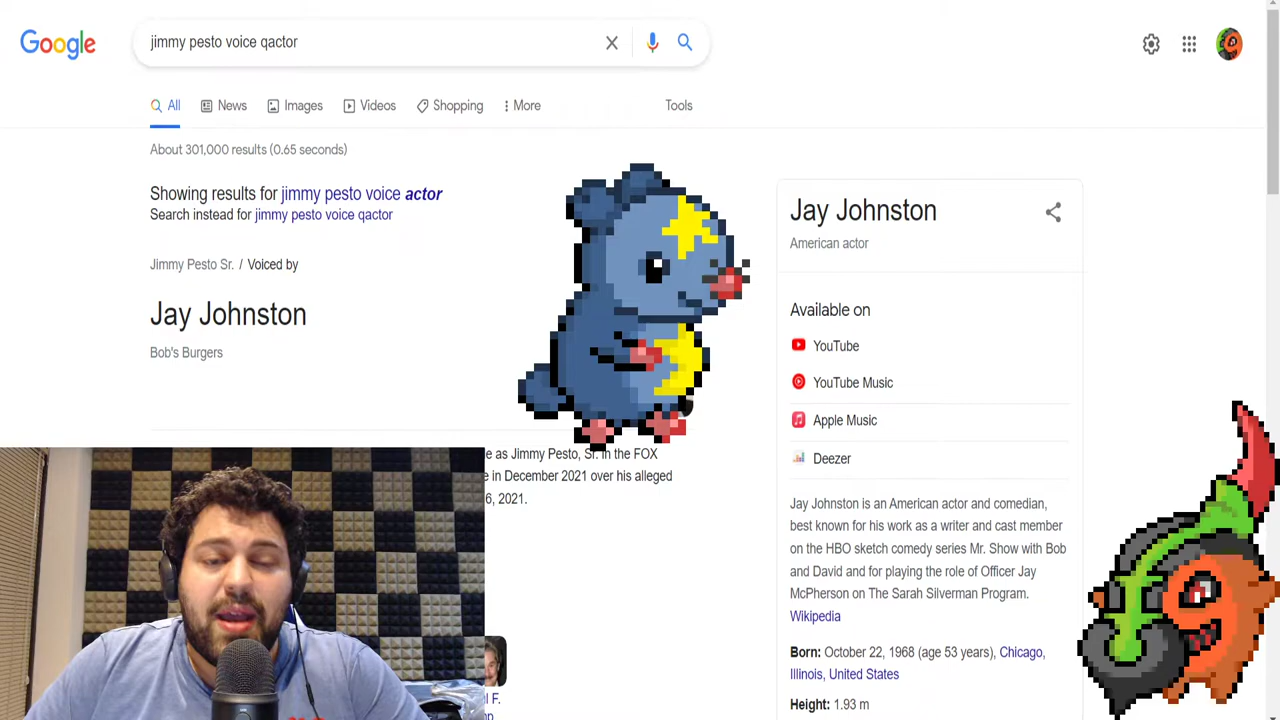 Google
jimmy pesto voice qactor
All
News
Images
Videos
Shopping
More
Tools
About 301,000 results (0.65 seconds)
Showing results for jimmy pesto voice actor
Search instead for jimmy pesto voice qactor
Jimmy Pesto Sr. / Voiced by
Jay Johnston
Bob's Burgers
e as Jimmy Pesto, Sr. in the FOX
e in December 2021 over his alleged
6, 2021.
l F.
Jay Johnston
American actor
Available on
YouTube
YouTube Music
Apple Music
Deezer
Jay Johnston is an American actor and comedian,
best known for his work as a writer and cast member
on the HBO sketch comedy series Mr. Show with Bob
and David and for playing the role of Officer Jay
McPherson on The Sarah Silverman Program.
Wikipedia
Born: October 22, 1968 (age 53 years), Chicago,
Illinois, United States
Height: 1.93 m